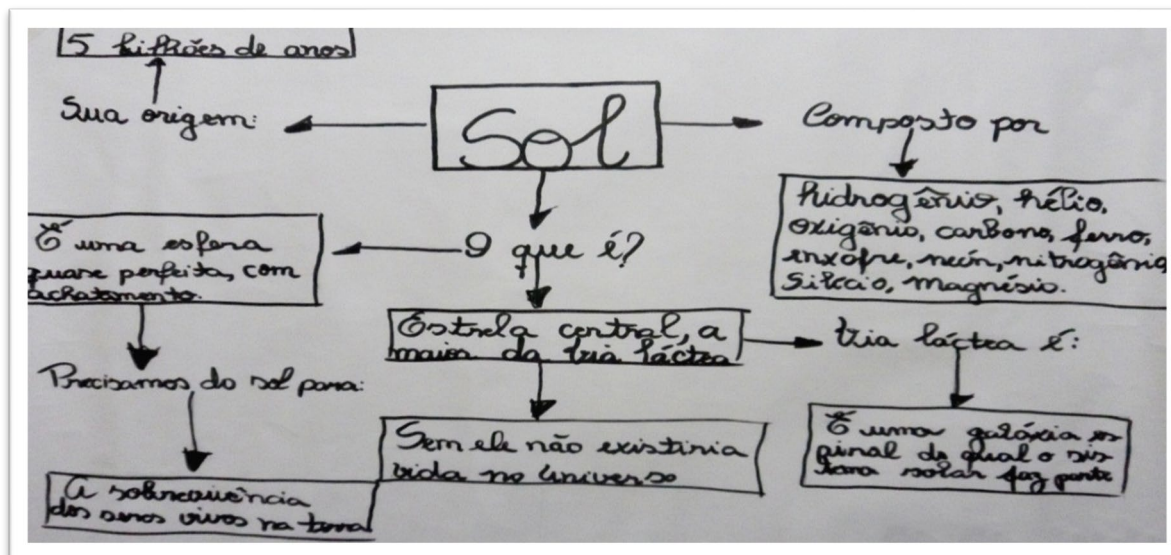 5 bilhões de anos
Sua origem:
Sol
Composto por
hidrogênio, hélio,
oxigênio, carbono, ferro,
enxofre, neón, nitrogênio
Silício, magnésio.
O que é?
É uma esfera
quase perfeita, com
achatamento.
Estrela central, a
maior da via láctea
Via láctea é:
Precisamos do sol para:
Sem ele não existiria
vida no Universo
É uma galáxia es
piral do qual o sis
tema solar faz parte
A sobrevivência
dos seres vivos na terra